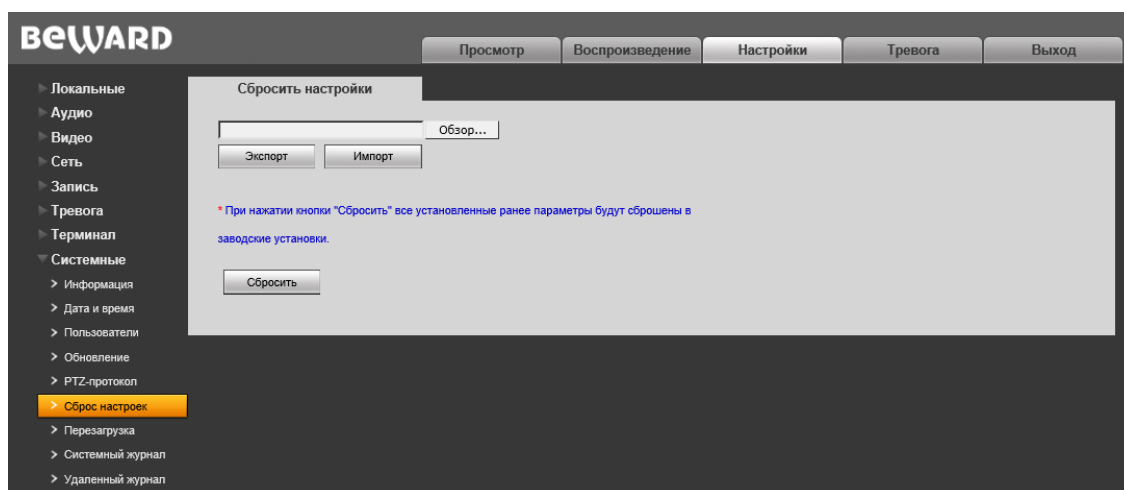 BEWARD
Просмотр Воспроизведение Настройки Тревога Выход
Локальные
Аудио
Видео
Сеть
Запись
Тревога
Терминал
Системные
Информация
Дата и время
Пользователи
Обновление
PTZ-протокол
Сброс настроек
Перезагрузка
Системный журнал
Удаленный журнал
Сбросить настройки
Обзор...
Экспорт Импорт
* При нажатии кнопки "Сбросить" все установленные ранее параметры будут сброшены в
заводские установки.
Сбросить